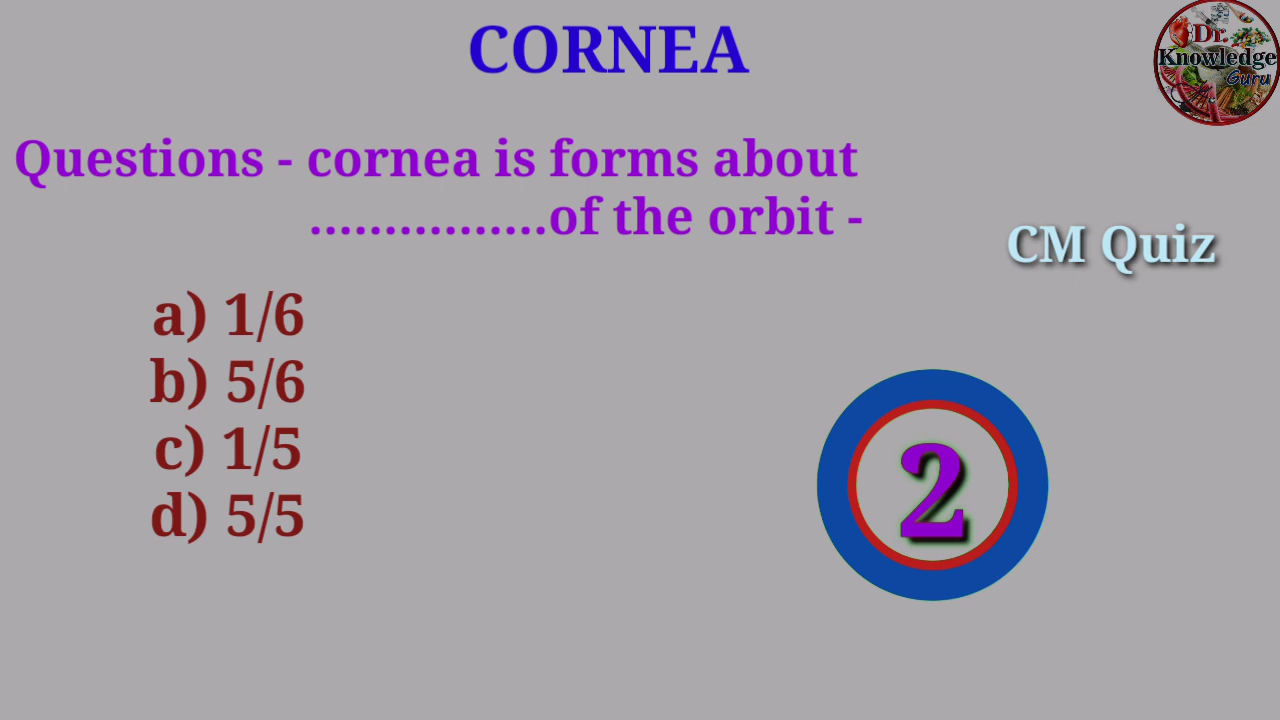 CORNEA
Dr.
Knowledge
Guru
Questions - cornea is forms about
................of the orbit -
CM Quiz
a) 1/6
b) 5/6
c) 1/5
d) 5/5
2